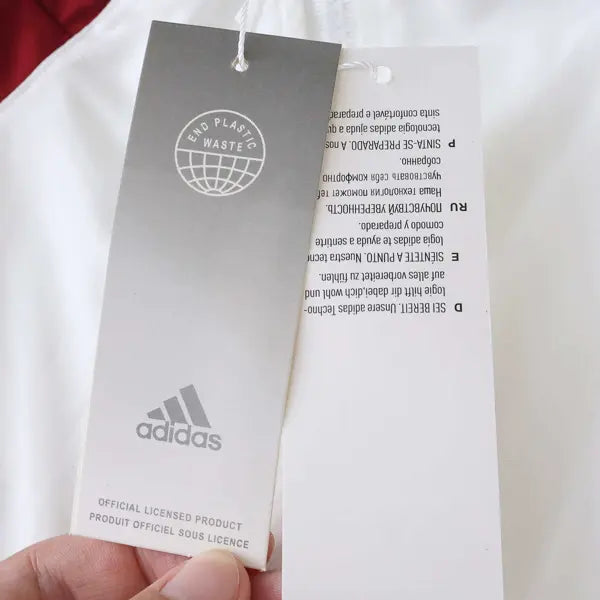 END PLASTIC
WASTE
adidas
OFFICIAL LICENSED PRODUCT
PRODUIT OFFICIEL SOUS LICENCE
D SEI BEREIT. Unsere adidas Techno-
logie hilft dir dabei,dich wohl und
auf alles vorbereitet zu fühlen.
E SIÉNTETE A PUNTO. Nuestra tecn
logía adidas te ayuda a sentirte
cómodo y preparado.
RU ПОЧУВСТВУЙ УВЕРЕННОСТЬ.
Наша технология поможет
чувствовать себя комфортно
собранно.
P SINTA-SE PREPARADO. A nos
tecnologia adidas a ajuda a
sinta confortável e